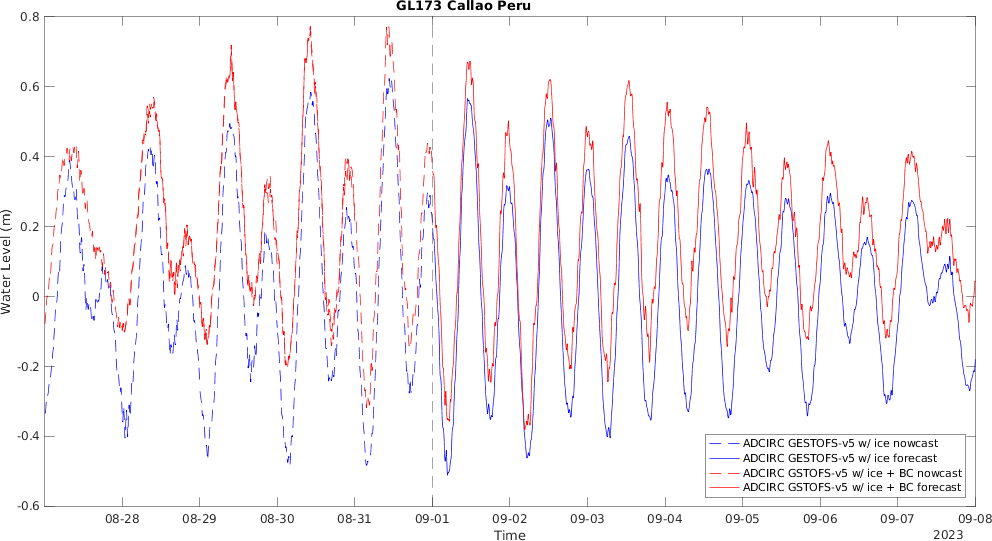 GL173 Callao Peru
0.8
0.6
0.4
0.2
0
-0.2
-0.4
-0.6
Water Level (m)
ADCIRC GESTOFS-v5 w/ ice nowcast
ADCIRC GESTOFS-v5 w/ ice forecast
ADCIRC GSTOFS-v5 w/ ice + BC nowcast
ADCIRC GSTOFS-v5 w/ ice + BC forecast
08-28 08-29 08-30 08-31 09-01 09-02 09-03 09-04 09-05 09-06 09-07 09-08
Time
2023